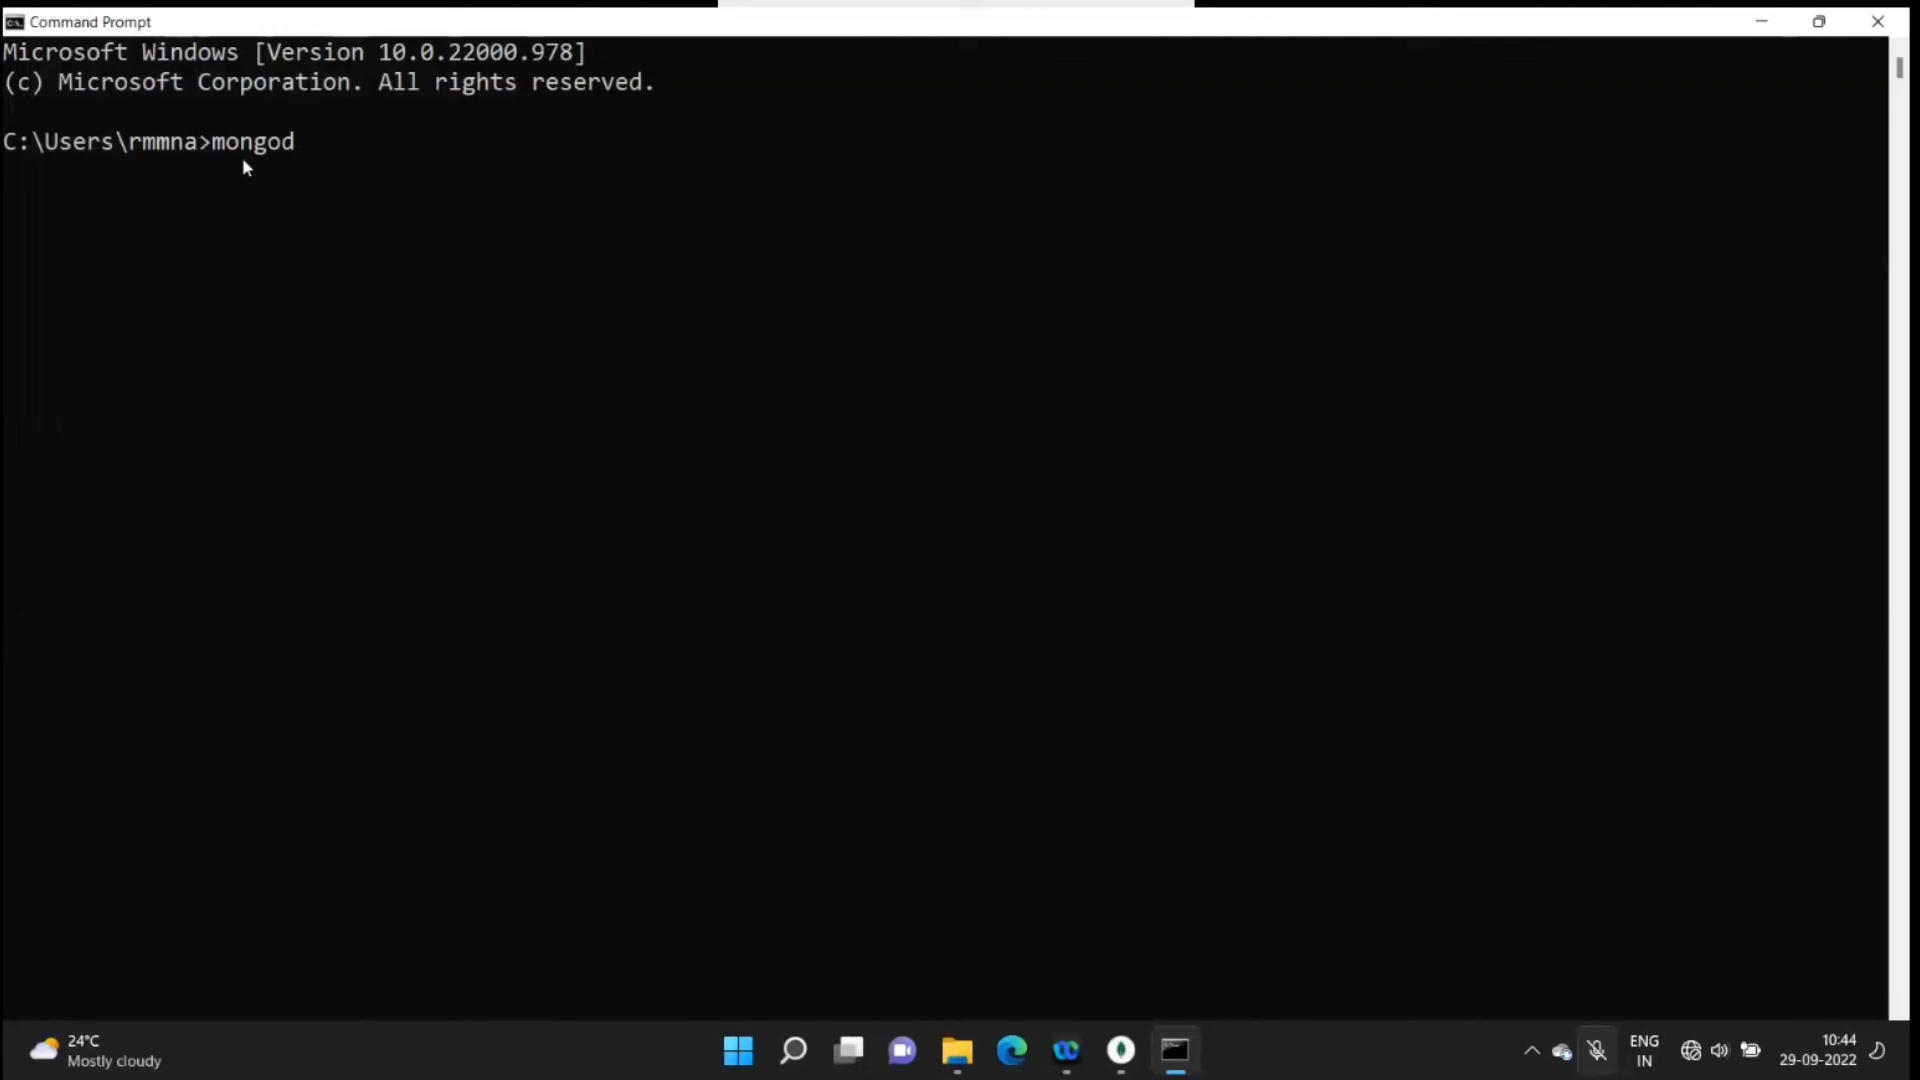 Command Prompt
Microsoft Windows [Version 10.0.22000.978]
(c) Microsoft Corporation. All rights reserved.
C:\Users\rmmna>mongod
24°C
Mostly cloudy
ENG
IN
10:44
29-09-2022